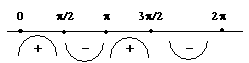 0 π/2 π 3π/2 2π
+ − + −